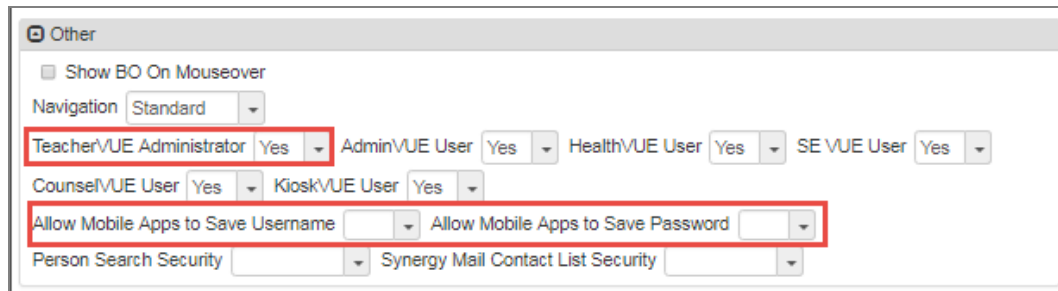 Other
Show BO On Mouseover
Navigation Standard
TeacherVUE Administrator Yes AdminVUE User Yes HealthVUE User Yes SE VUE User Yes
CounselVUE User Yes KioskVUE User Yes
Allow Mobile Apps to Save Username Allow Mobile Apps to Save Password
Person Search Security Synergy Mail Contact List Security